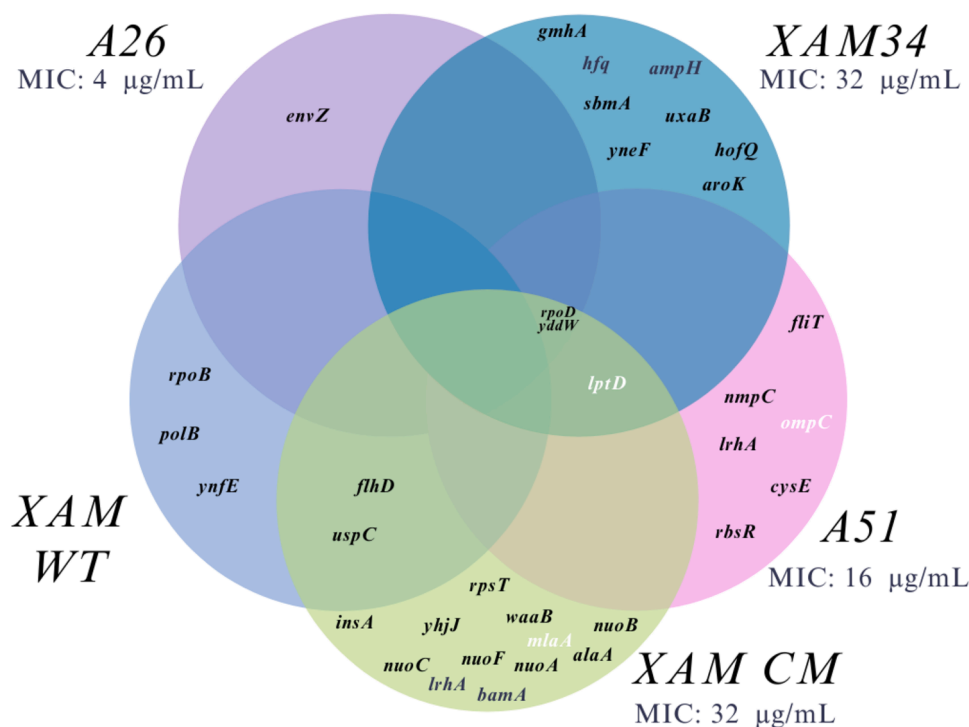 A26
MIC: 4 µg/mL
XAM34
MIC: 32 µg/mL
gmhA
hfq
ampH
sbmA
uxaB
envZ
yneF
hofQ
aroK
rpoD
yddW
fliT
rpoB
lptD
nmpC
ompC
polB
lrhA
ynfE
flhD
cysE
XAM
WT
uspC
rbsR
A51
MIC: 16 µg/mL
rpsT
insA
yhjJ
waaB
nuoB
mlaA
nuoC
nuoF
nuoA
alaA
lrhA
bamA
XAM CM
MIC: 32 µg/mL